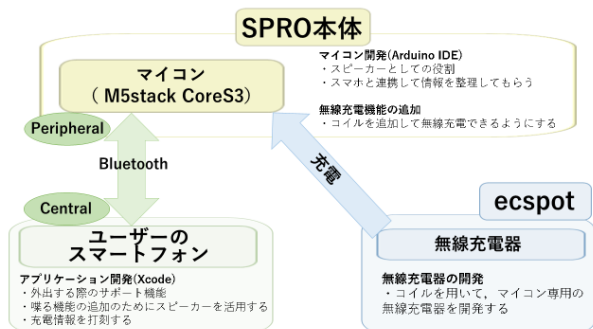 SPRO本体
マイコン
（ M5stack CoreS3）
マイコン開発(Arduino IDE)
・スピーカーとしての役割
・スマホと連携して情報を整理してもらう
無線充電機能の追加
・コイルを追加して無線充電できるようにする
Peripheral
Bluetooth
充電
Central
ecspot
ユーザーの
スマートフォン
アプリケーション開発(Xcode)
・外出する際のサポート機能
・喋る機能の追加のためにスピーカーを活用する
・充電情報を打刻する
無線充電器
無線充電器の開発
・コイルを用いて，マイコン専用の
無線充電器を開発する